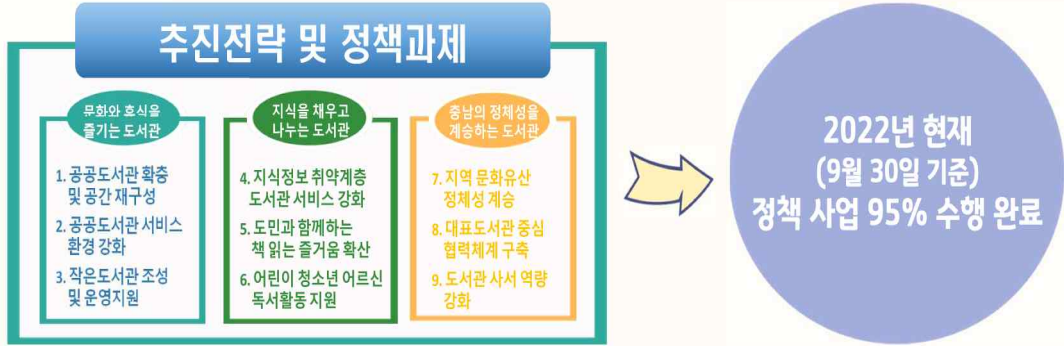 추진전략 및 정책과제
문화와 휴식을
즐기는 도서관
1. 공공도서관 확충
및 공간 재구성
2. 공공도서관 서비스
환경 강화
3. 작은도서관 조성
및 운영지원
지식을 채우고
나누는 도서관
4. 지식정보 취약계층
도서관 서비스 강화
5. 도민과 함께하는
책 읽는 즐거움 확산
6. 어린이 청소년 어르신
독서활동 지원
충남의 정체성을
계승하는 도서관
7. 지역 문화유산
정체성 계승
8. 대표도서관 중심
협력체계 구축
9. 도서관 사서 역량
강화
2022년 현재
(9월 30일 기준)
정책 사업 95% 수행 완료